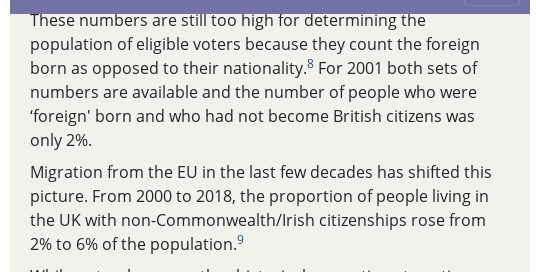 These numbers are still too high for determining the
population of eligible voters because they count the foreign
born as opposed to their nationality.8 For 2001 both sets of
numbers are available and the number of people who were
‘foreign' born and who had not become British citizens was
only 2%.
Migration from the EU in the last few decades has shifted this
picture. From 2000 to 2018, the proportion of people living in
the UK with non-Commonwealth/Irish citizenships rose from
2% to 6% of the population.9